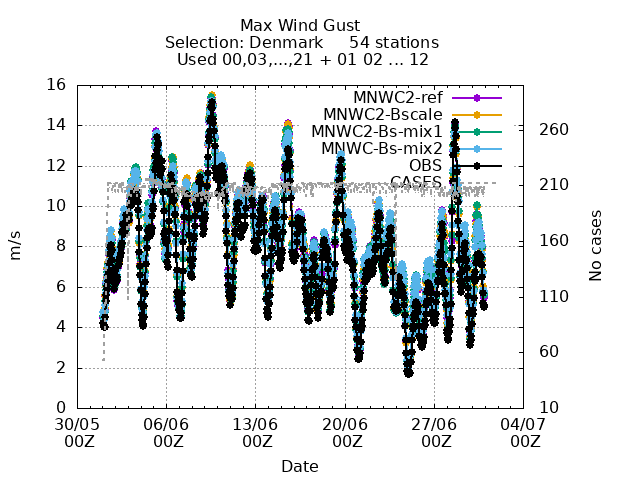 Max Wind Gust
Selection: Denmark 54 stations
Used 00,03,...,21 + 01 02 ... 12
16
14
12
10
8
6
4
2
0
m/s
MNWC2-ref
MNWC2-Bscale
MNWC2-Bs-mix1
MNWC-Bs-mix2
OBS
CASES
260
210
160
110
60
10
No cases
30/05 06/06 13/06 20/06 27/06 04/07
00Z 00Z 00Z 00Z 00Z 00Z
Date